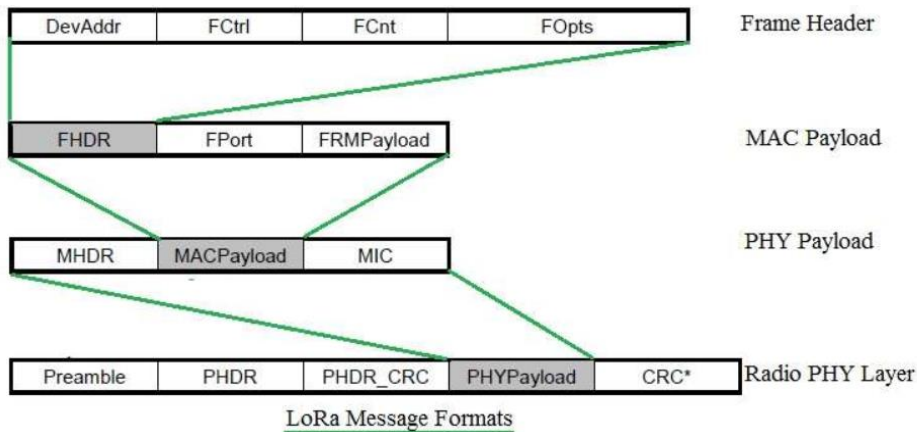 DevAddr FCtrl FCnt FOpts Frame Header
FHDR FPort FRMPayload MAC Payload
MHDR MACPayload MIC PHY Payload
Preamble PHDR PHDR_CRC PHYPayload CRC* Radio PHY Layer
LoRa Message Formats